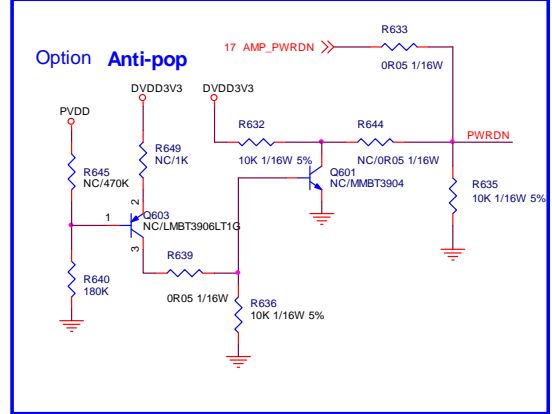 R633
17 AMP_PWRDN
0R05 1/16W
Option Anti-pop
DVDD3V3
DVDD3V3
PVDD
R632
R644
PWRDN
R649
NC/1K
10K 1/16W 5%
NC/0R05 1/16W
R645
NC/470K
Q601
NC/MMBT3904
R635
10K 1/16W 5%
2
1
Q603
NC/LMBT3906LT1G
3
R639
R640
180K
0R05 1/16W
R636
10K 1/16W 5%